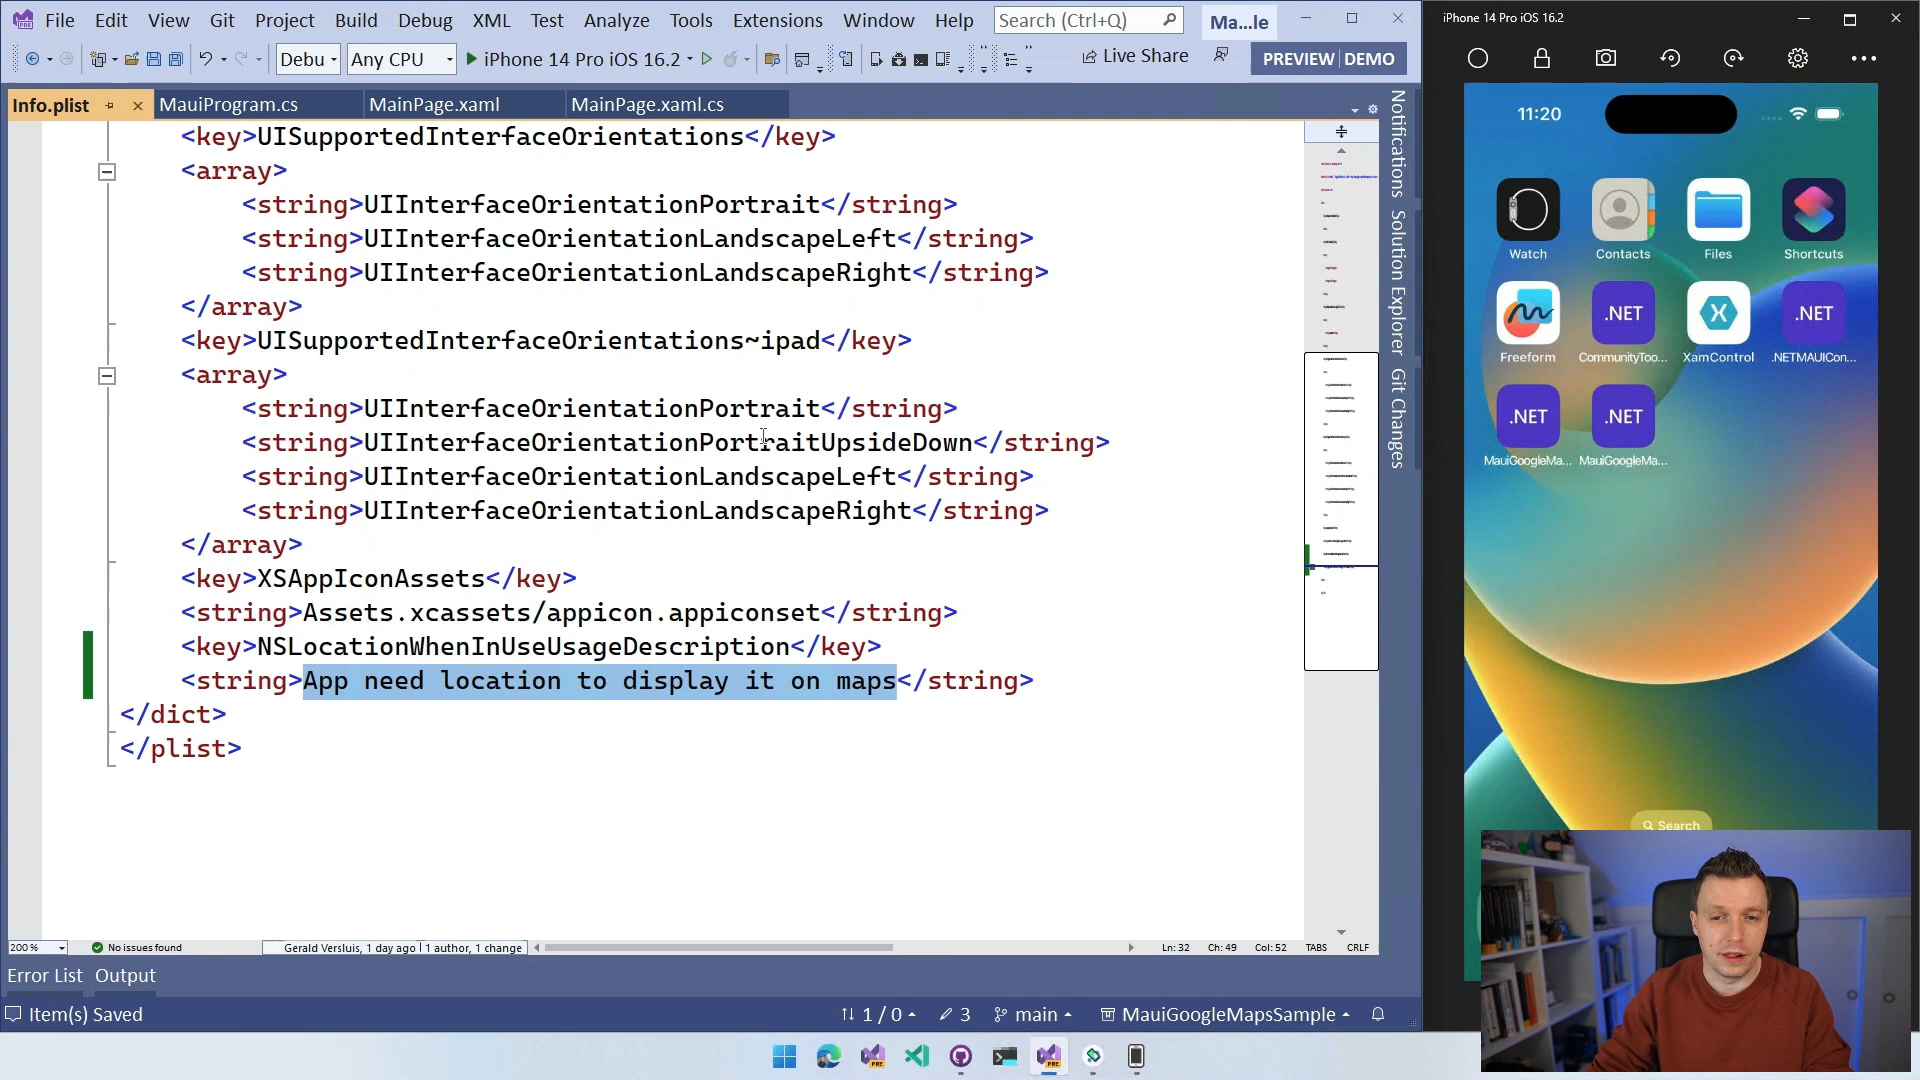 File Edit View Git Project Build Debug XML Test Analyze Tools Extensions Window Help Search (Ctrl+Q) Ma...le
Debu Any CPU iPhone 14 Pro iOS 16.2 Live Share PREVIEW DEMO
Info.plist MauiProgram.cs MainPage.xaml MainPage.xaml.cs
<key>UISupportedInterfaceOrientations</key>
<array>
<string>UIInterfaceOrientationPortrait</string>
<string>UIInterfaceOrientationLandscapeLeft</string>
<string>UIInterfaceOrientationLandscapeRight</string>
</array>
<key>UISupportedInterfaceOrientations~ipad</key>
<array>
<string>UIInterfaceOrientationPortrait</string>
<string>UIInterfaceOrientationPortraitUpsideDown</string>
<string>UIInterfaceOrientationLandscapeLeft</string>
<string>UIInterfaceOrientationLandscapeRight</string>
</array>
<key>XSAppIconAssets</key>
<string>Assets.xcassets/appicon.appiconset</string>
<key>NSLocationWhenInUseUsageDescription</key>
<string>App need location to display it on maps</string>
</dict>
</plist>
200 % No issues found Gerald Versluis, 1 day ago | 1 author, 1 change Ln: 32 Ch: 49 Col: 52 TABS CRLF
Error List Output
Item(s) Saved 1 / 0 3 main MauiGoogleMapsSample
Notifications
Solution Explorer
Git Changes
iPhone 14 Pro iOS 16.2
11:20
Watch Contacts Files Shortcuts
.NET .NET
Freeform CommunityToo... XamControl .NETMAUICon...
.NET .NET
MauiGoogleMa... MauiGoogleMa...
Search
PRE PRE